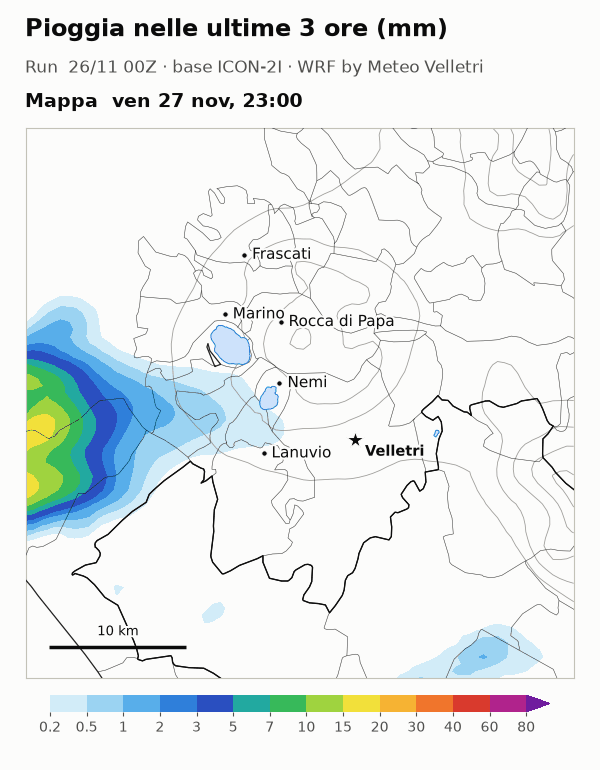 Pioggia nelle ultime 3 ore (mm)
Run  26/11 00Z · base ICON-2I · WRF by Meteo Velletri
Mappa  ven 27 nov, 23:00
Frascati
Marino
Rocca di Papa
Nemi
Velletri
Lanuvio
10 km
0.2 0.5 1 2 3 5 7 10 15 20 30 40 60 80